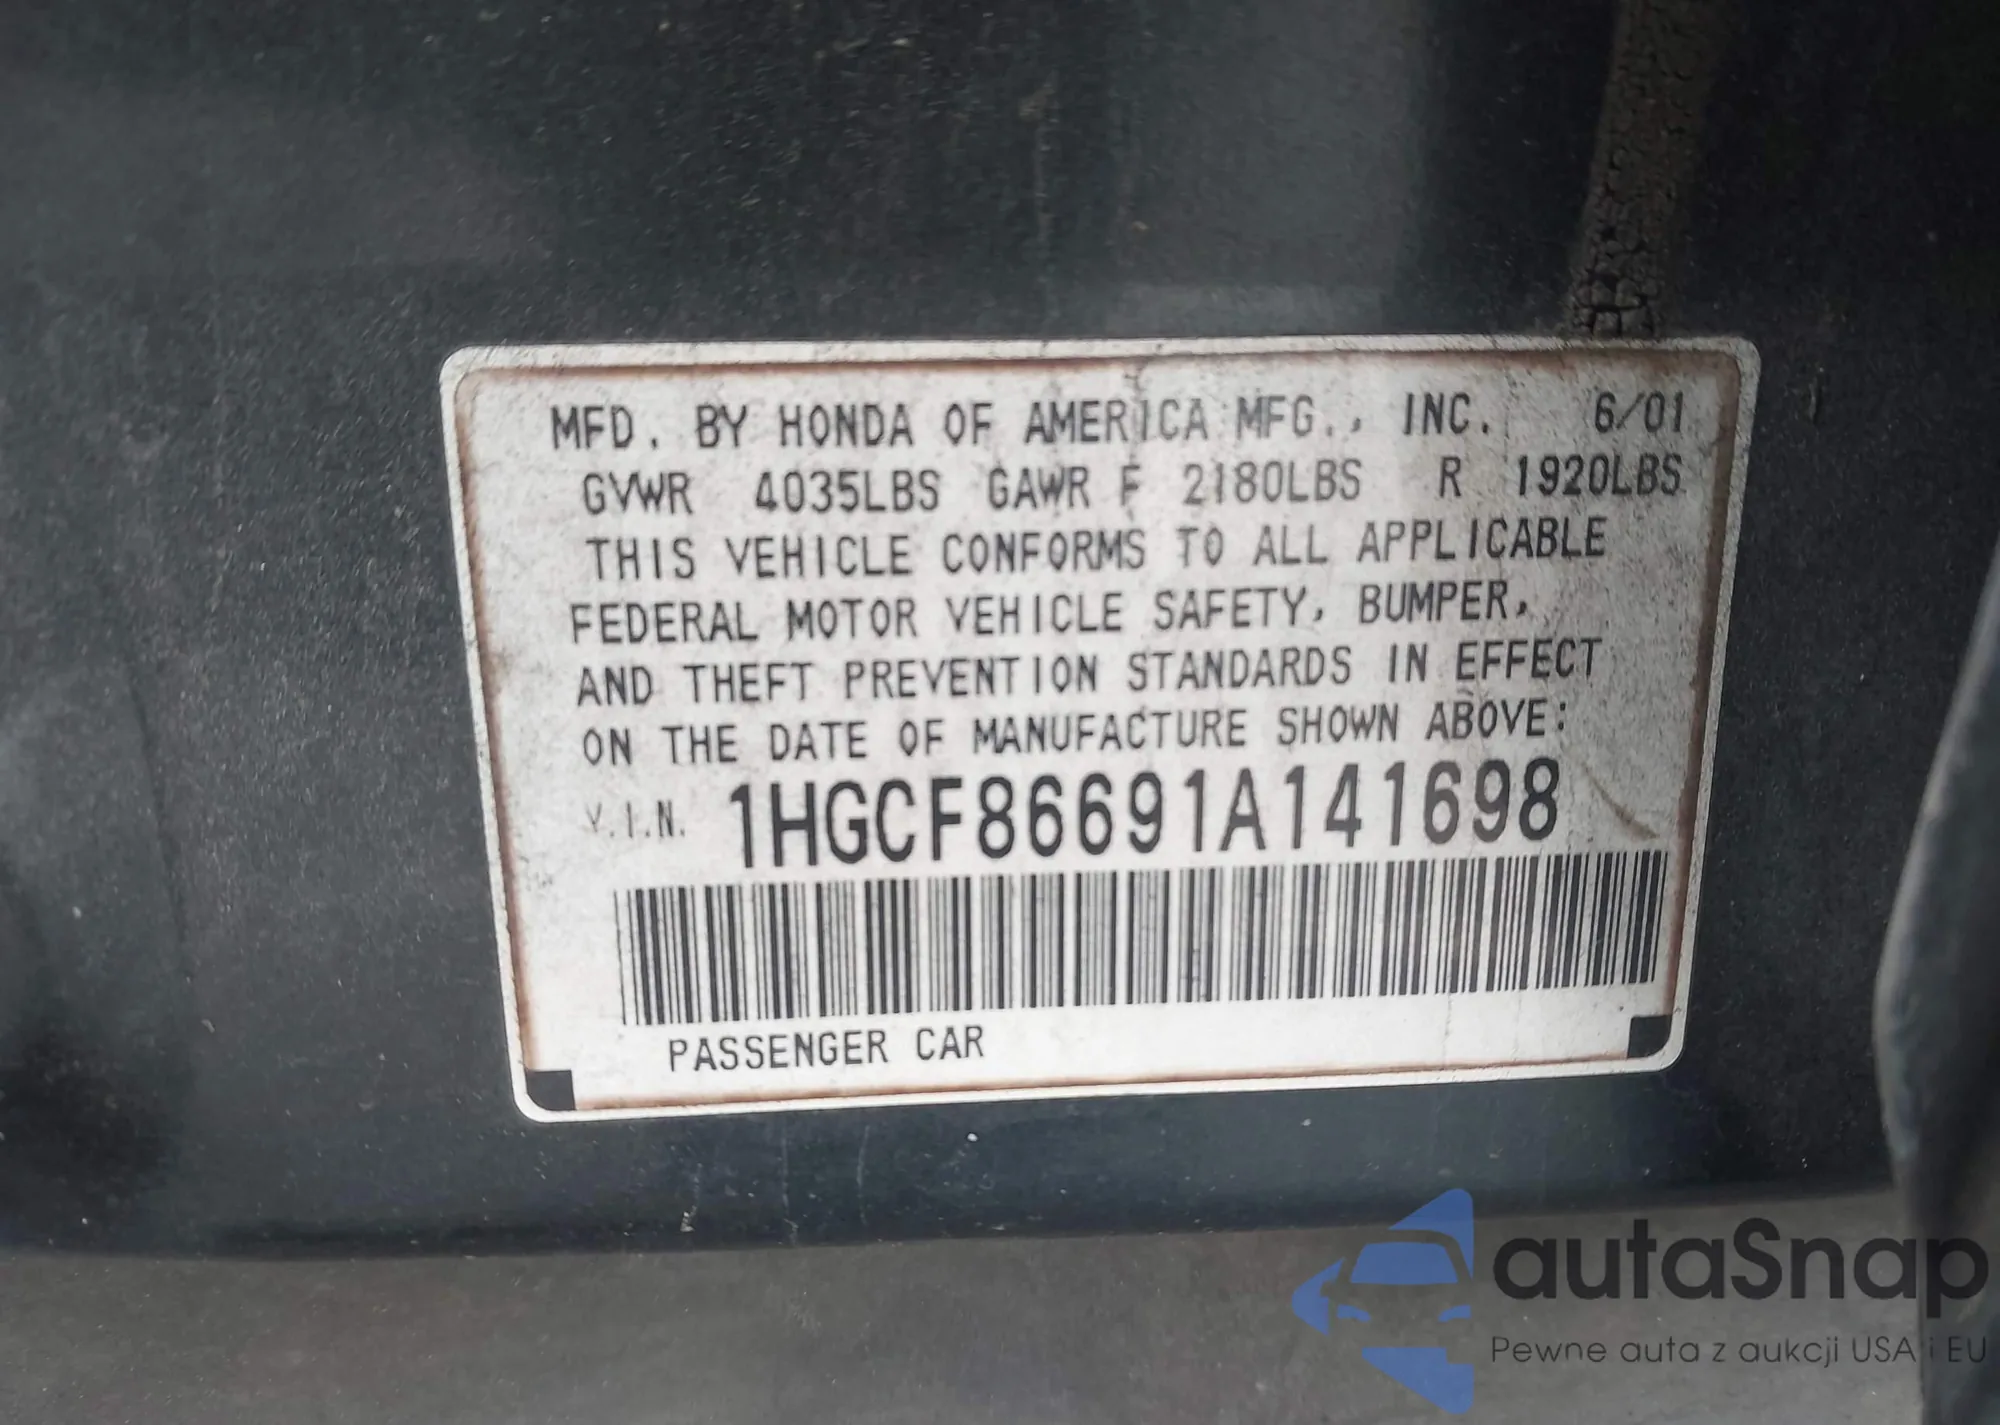 MFD. BY HONDA OF AMERICA MFG., INC. 6/01
GVWR 4035LBS GAWR F 2180LBS R 1920LBS
THIS VEHICLE CONFORMS TO ALL APPLICABLE
FEDERAL MOTOR VEHICLE SAFETY, BUMPER,
AND THEFT PREVENTION STANDARDS IN EFFECT
ON THE DATE OF MANUFACTURE SHOWN ABOVE:
V.I.N. 1HGCF86691A141698
PASSENGER CAR
autaSnap
Pewne auta z aukcji USA i EU